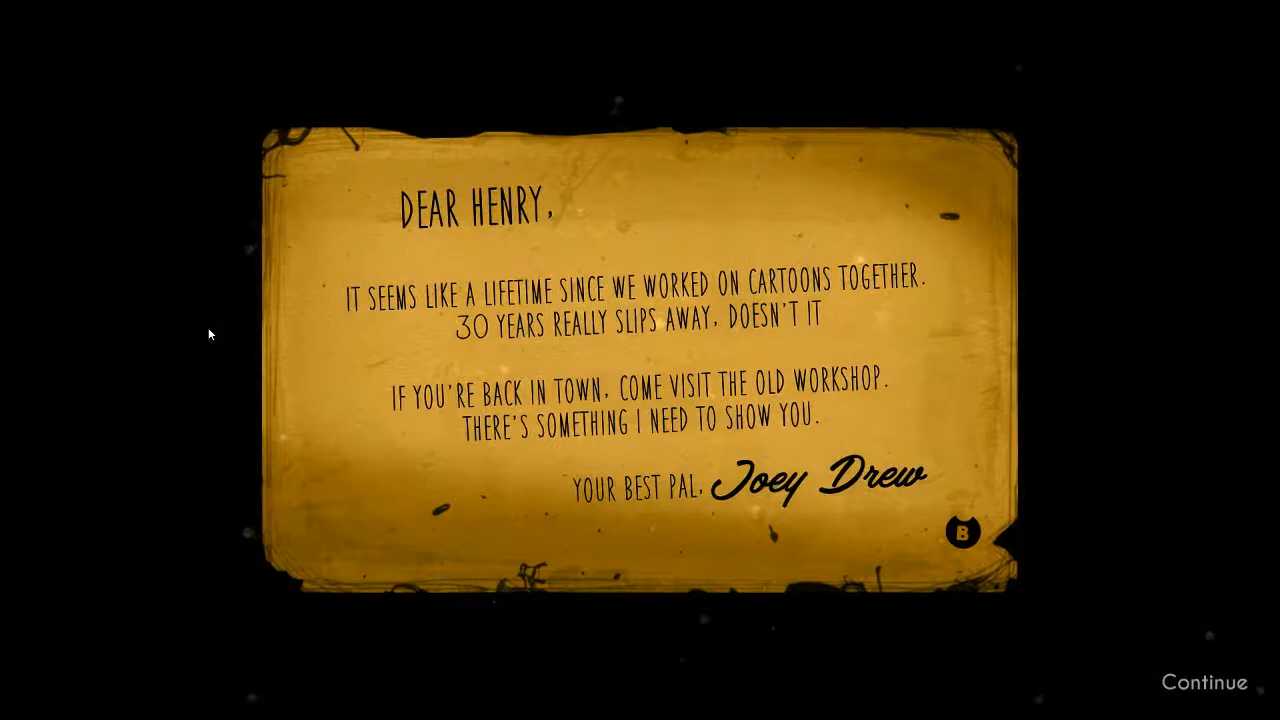 DEAR HENRY,
IT SEEMS LIKE A LIFETIME SINCE WE WORKED ON CARTOONS TOGETHER.
30 YEARS REALLY SLIPS AWAY, DOESN'T IT
IF YOU'RE BACK IN TOWN, COME VISIT THE OLD WORKSHOP.
THERE'S SOMETHING I NEED TO SHOW YOU.
YOUR BEST PAL, Joey Drew
B
Continue